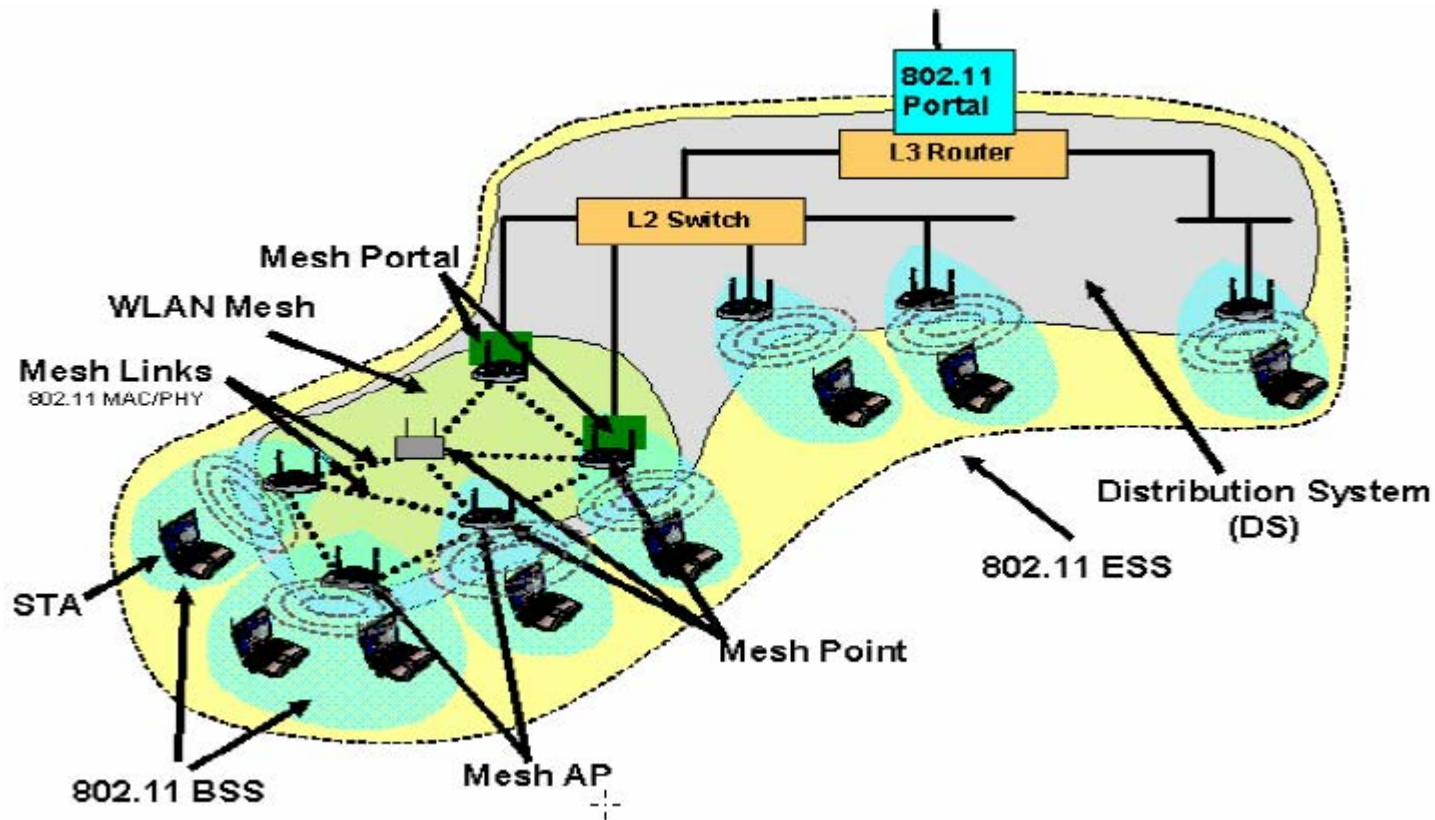 802.11
Portal
L3 Router
L2 Switch
Mesh Portal
WLAN Mesh
Mesh Links
802.11 MAC/PHY
Distribution System
(DS)
802.11 ESS
STA
Mesh Point
Mesh AP
802.11 BSS